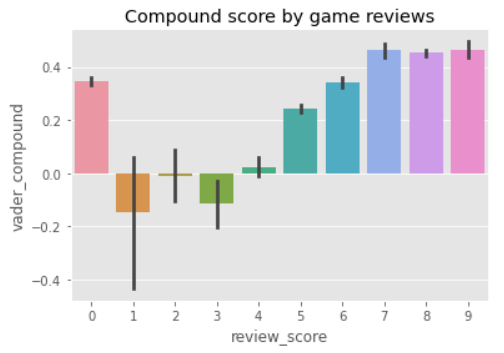 Compound score by game reviews
vader_compound
0.4
0.2
0.0
−0.2
−0.4
0 1 2 3 4 5 6 7 8 9
review_score